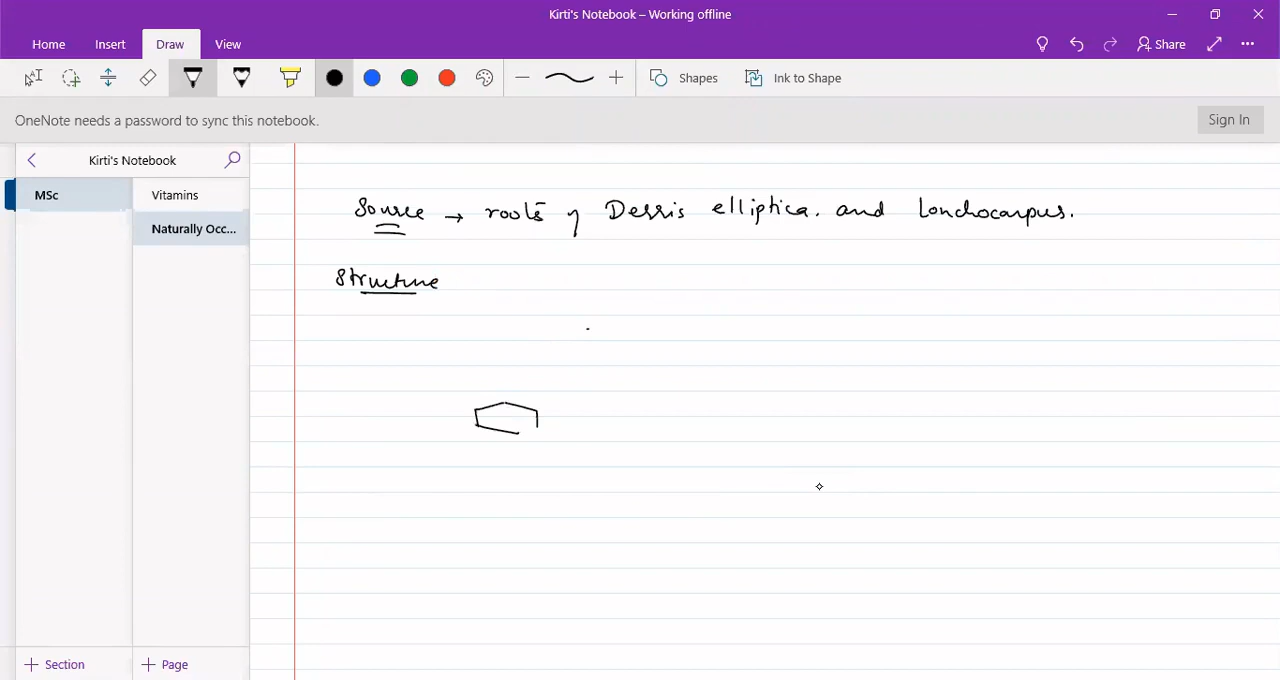 Kirti's Notebook – Working offline
Home Insert Draw View Share
Shapes Ink to Shape
OneNote needs a password to sync this notebook. Sign In
Kirti's Notebook
MSc Vitamins
Naturally Occ...
Source → roots of Derris elliptica. and Lonchocarpus.
Structure
Section Page